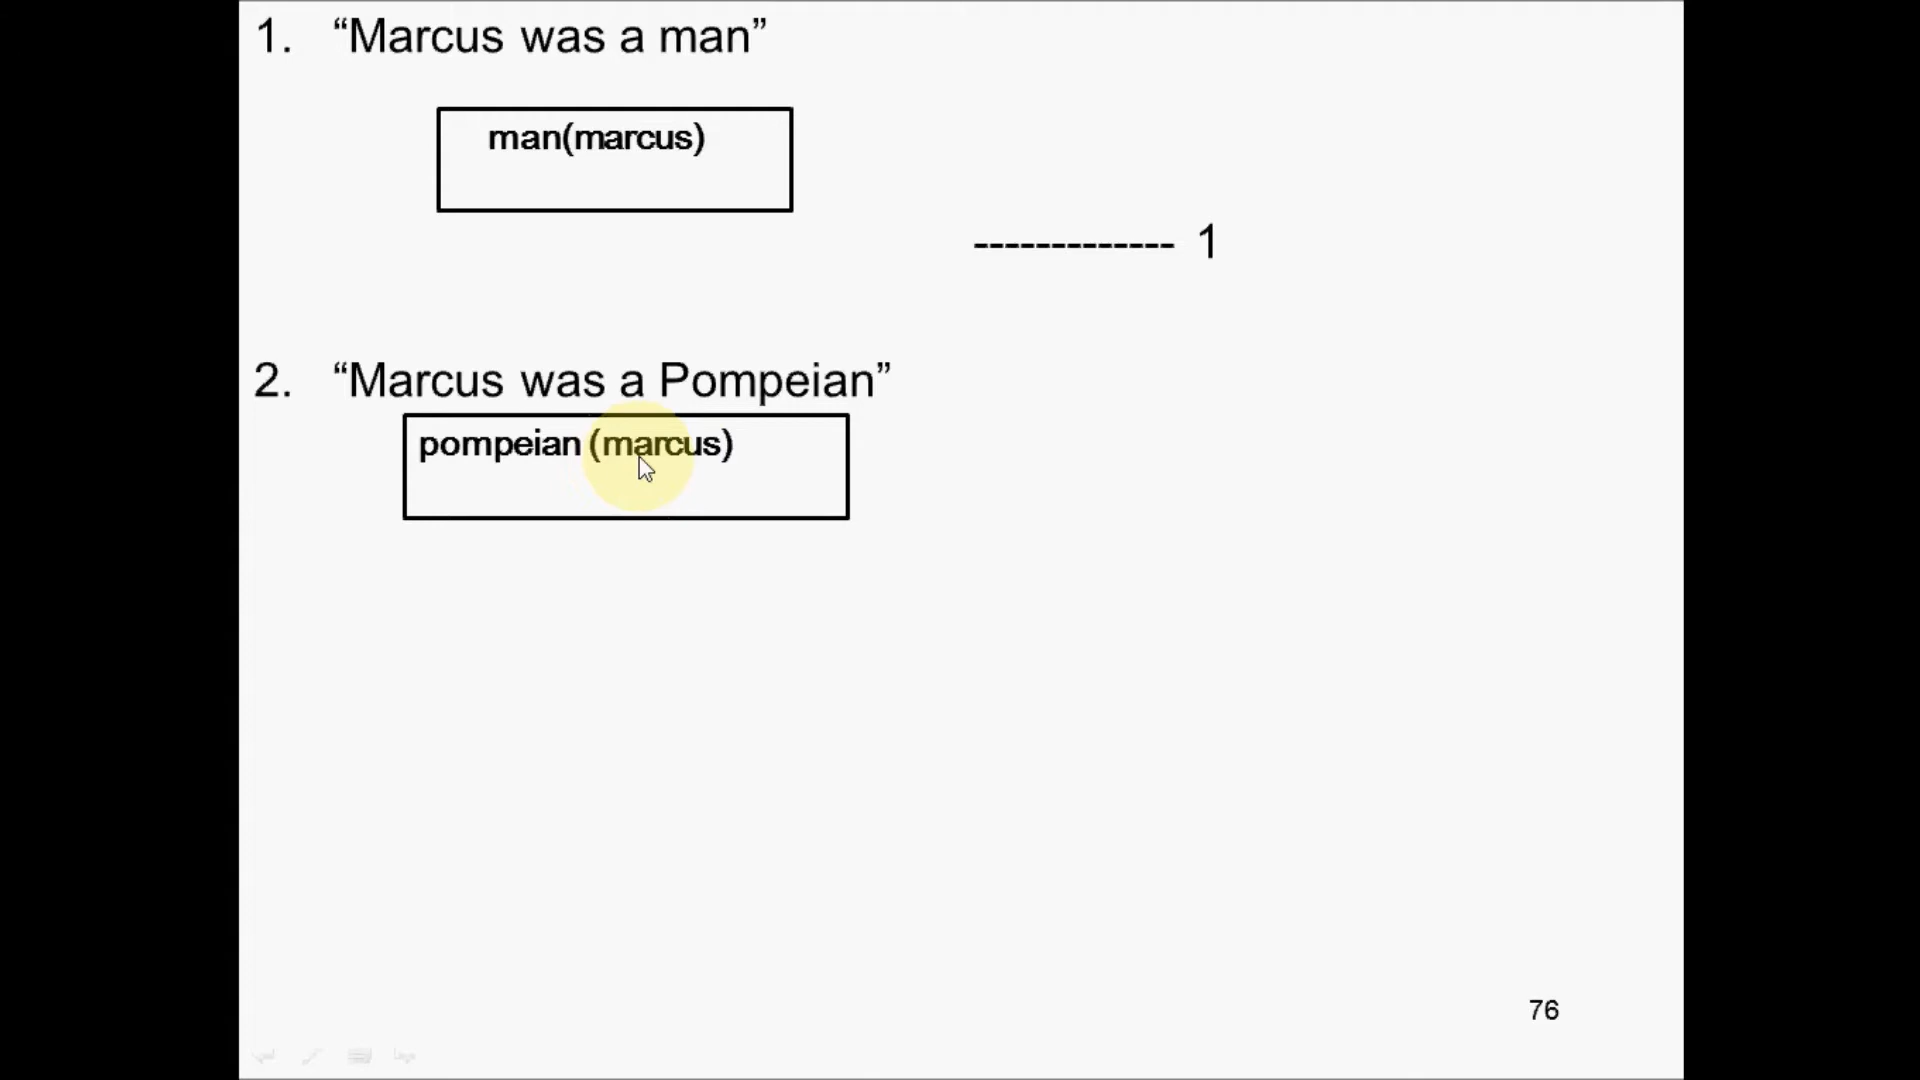 1. “Marcus was a man”
man(marcus)
------------- 1
2. “Marcus was a Pompeian”
pompeian (marcus)
76